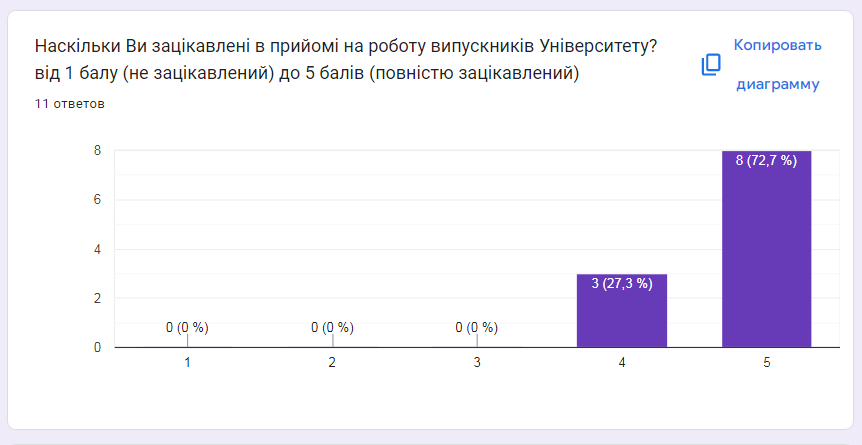 Наскільки Ви зацікавлені в прийомі на роботу випускників Університету?
від 1 балу (не зацікавлений) до 5 балів (повністю зацікавлений)
Копировать
диаграмму
11 ответов
8
6
4
2
0
0 (0 %)
0 (0 %)
0 (0 %)
3 (27,3 %)
8 (72,7 %)
1
2
3
4
5